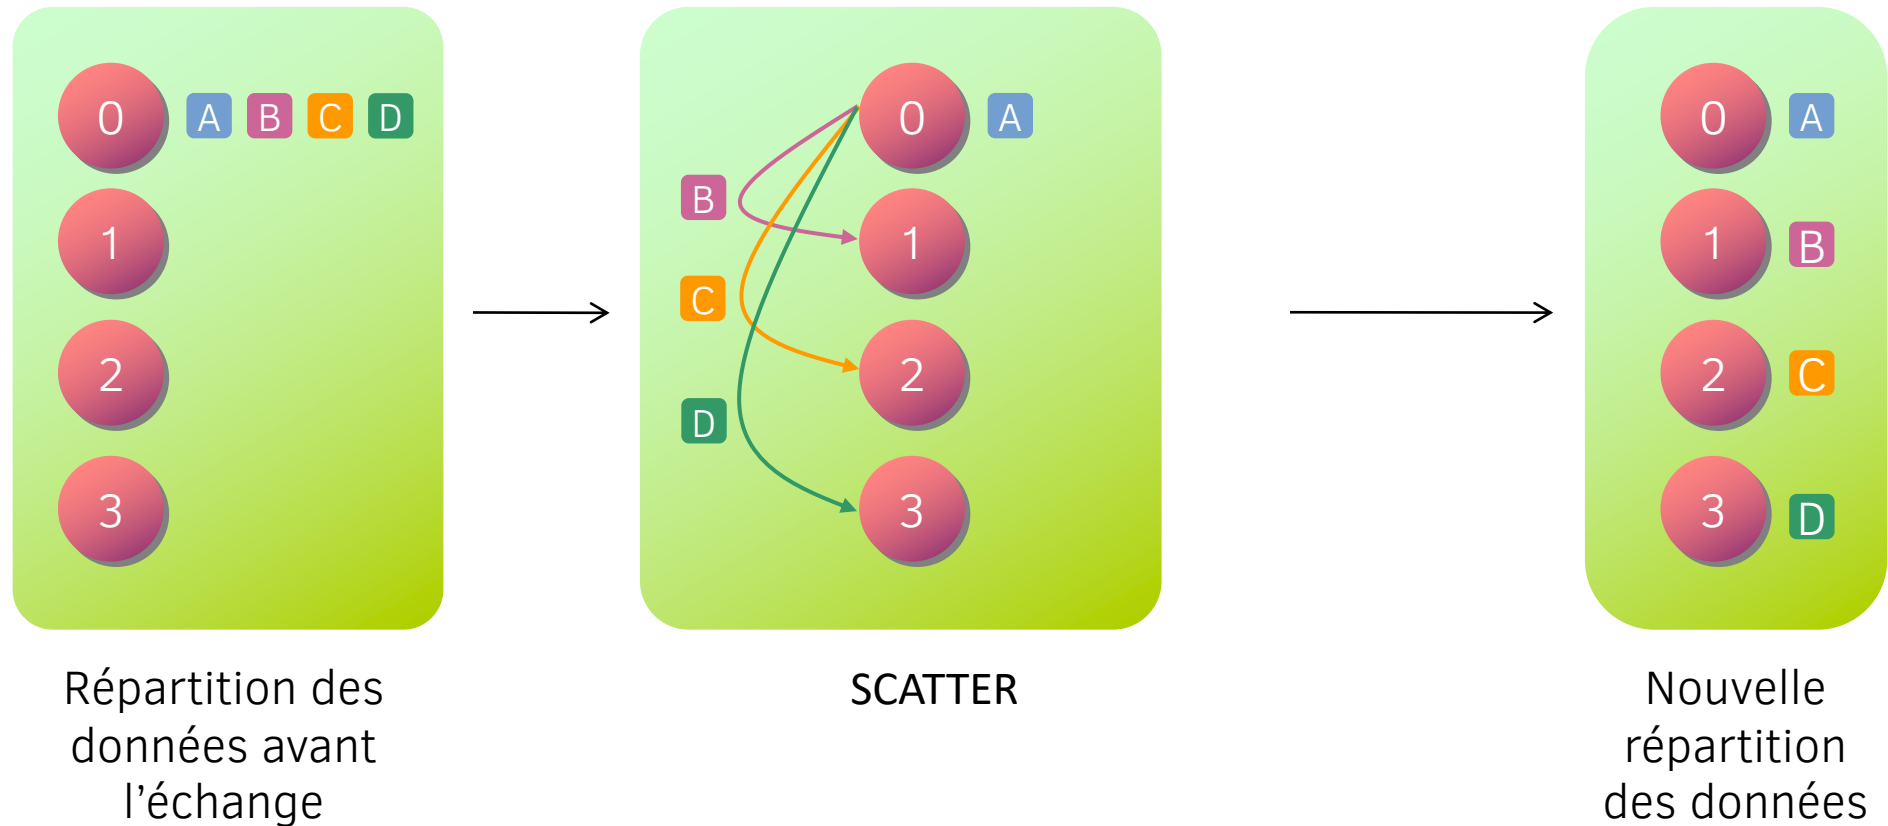 0 A B C D
1
2
3
Répartition des
données avant
l’échange
0 A
B
1
C
2
D
3
SCATTER
0 A
1 B
2 C
3 D
Nouvelle
répartition
des données